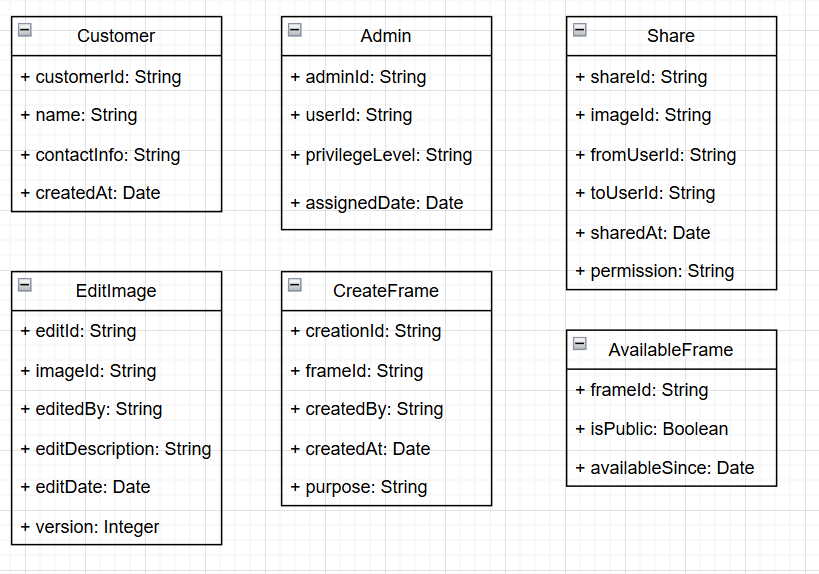 Customer
+ customerId: String
+ name: String
+ contactInfo: String
+ createdAt: Date
Admin
+ adminId: String
+ userId: String
+ privilegeLevel: String
+ assignedDate: Date
Share
+ shareId: String
+ imageId: String
+ fromUserId: String
+ toUserId: String
+ sharedAt: Date
+ permission: String
EditImage
+ editId: String
+ imageId: String
+ editedBy: String
+ editDescription: String
+ editDate: Date
+ version: Integer
CreateFrame
+ creationId: String
+ frameId: String
+ createdBy: String
+ createdAt: Date
+ purpose: String
AvailableFrame
+ frameId: String
+ isPublic: Boolean
+ availableSince: Date